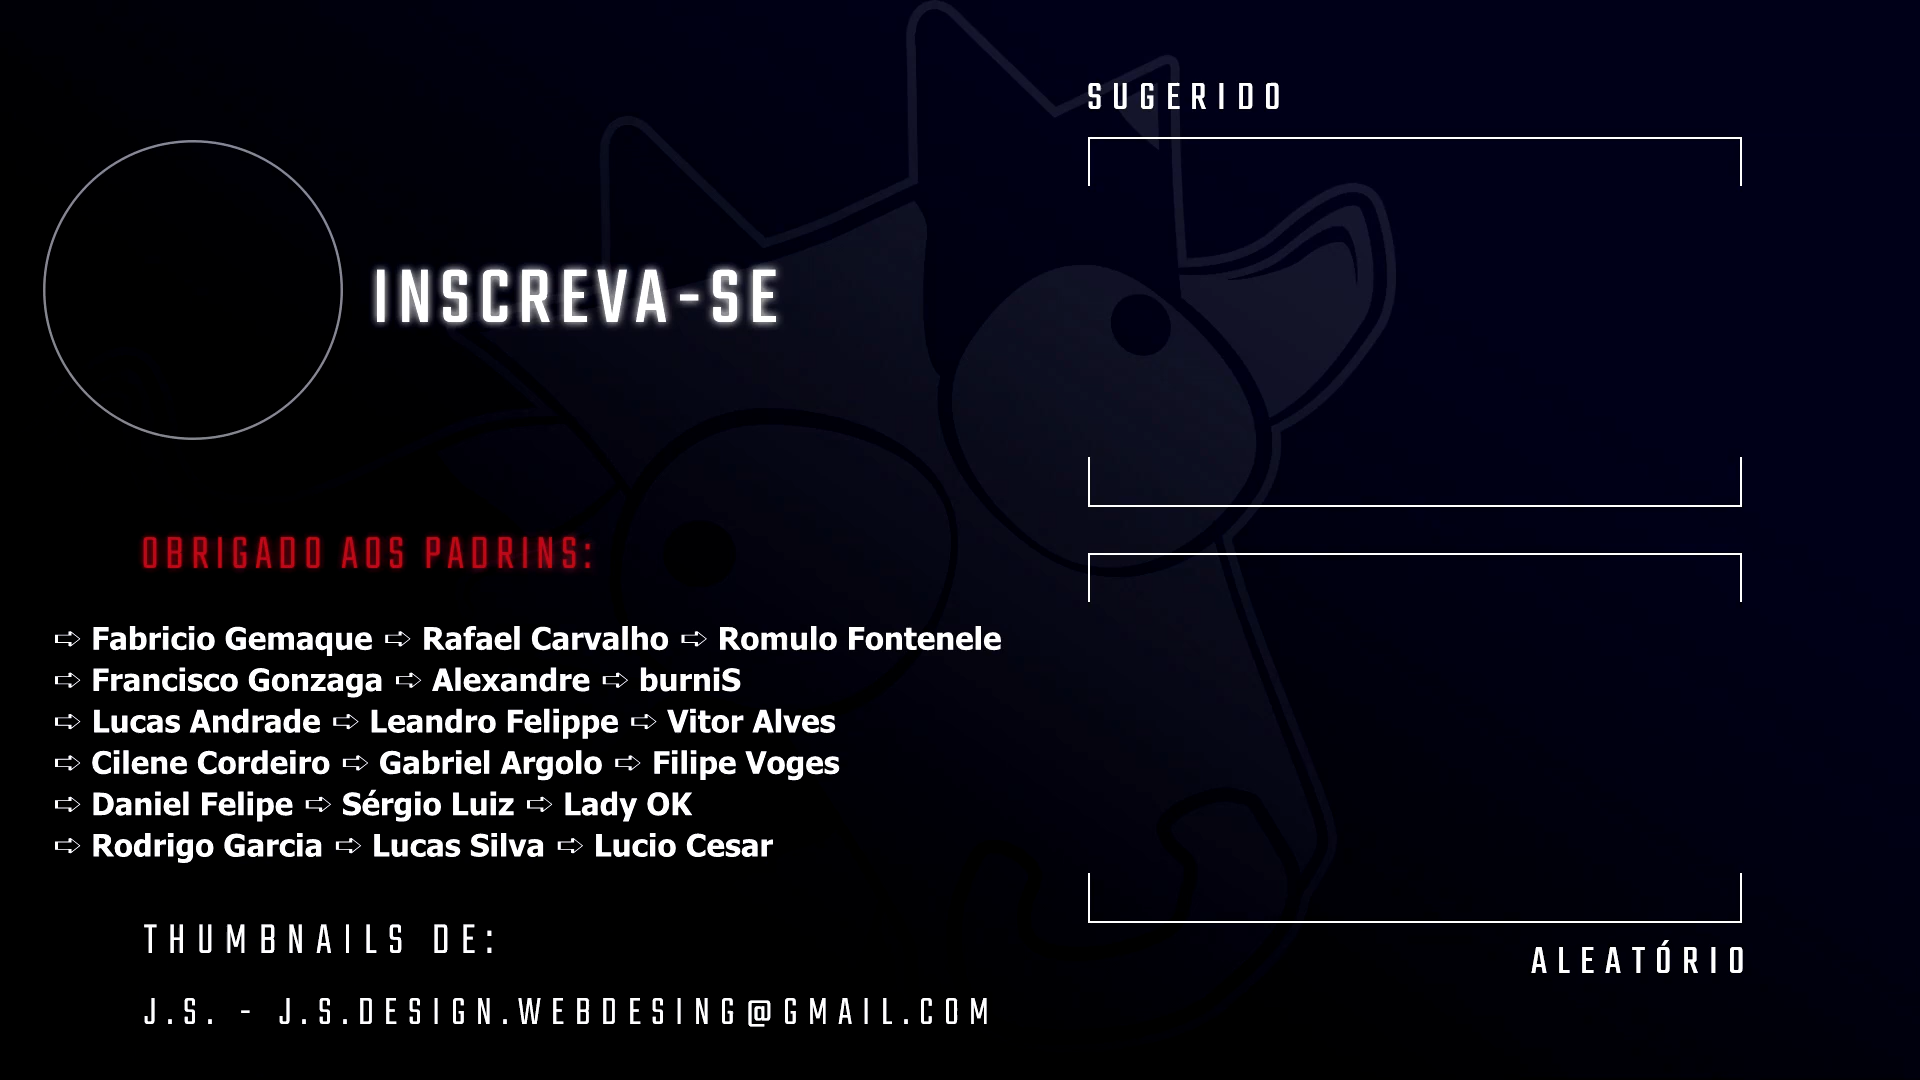 SUGERIDO
INSCREVA-SE
OBRIGADO AOS PADRINS:
➪ Fabricio Gemaque ➪ Rafael Carvalho ➪ Romulo Fontenele
➪ Francisco Gonzaga ➪ Alexandre ➪ burniS
➪ Lucas Andrade ➪ Leandro Felippe ➪ Vitor Alves
➪ Cilene Cordeiro ➪ Gabriel Argolo ➪ Filipe Voges
➪ Daniel Felipe ➪ Sérgio Luiz ➪ Lady OK
➪ Rodrigo Garcia ➪ Lucas Silva ➪ Lucio Cesar
THUMBNAILS DE:
J.S. - J.S.DESIGN.WEBDESING@GMAIL.COM
ALEATÓRIO